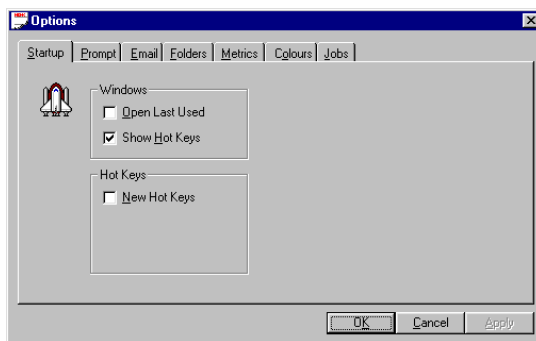 Options
Startup Prompt Email Folders Metrics Colours Jobs
Windows
Open Last Used
Show Hot Keys
Hot Keys
New Hot Keys
OK Cancel Apply